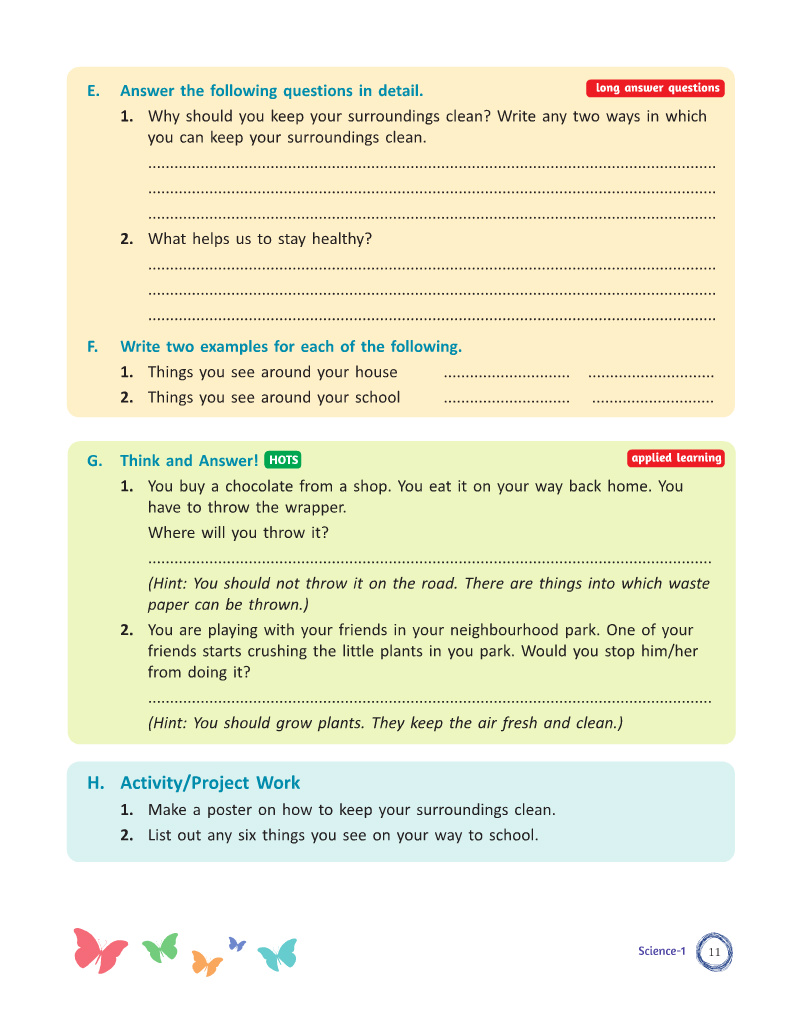 E. Answer the following questions in detail. long answer questions
1. Why should you keep your surroundings clean? Write any two ways in which
you can keep your surroundings clean.
....................................................................................................................................
....................................................................................................................................
....................................................................................................................................
2. What helps us to stay healthy?
....................................................................................................................................
....................................................................................................................................
....................................................................................................................................
F. Write two examples for each of the following.
1. Things you see around your house ............................. .............................
2. Things you see around your school ............................. ............................
G. Think and Answer! HOTS applied learning
1. You buy a chocolate from a shop. You eat it on your way back home. You
have to throw the wrapper.
Where will you throw it?
...................................................................................................................................
(Hint: You should not throw it on the road. There are things into which waste
paper can be thrown.)
2. You are playing with your friends in your neighbourhood park. One of your
friends starts crushing the little plants in you park. Would you stop him/her
from doing it?
...................................................................................................................................
(Hint: You should grow plants. They keep the air fresh and clean.)
H. Activity/Project Work
1. Make a poster on how to keep your surroundings clean.
2. List out any six things you see on your way to school.
Science-1 11